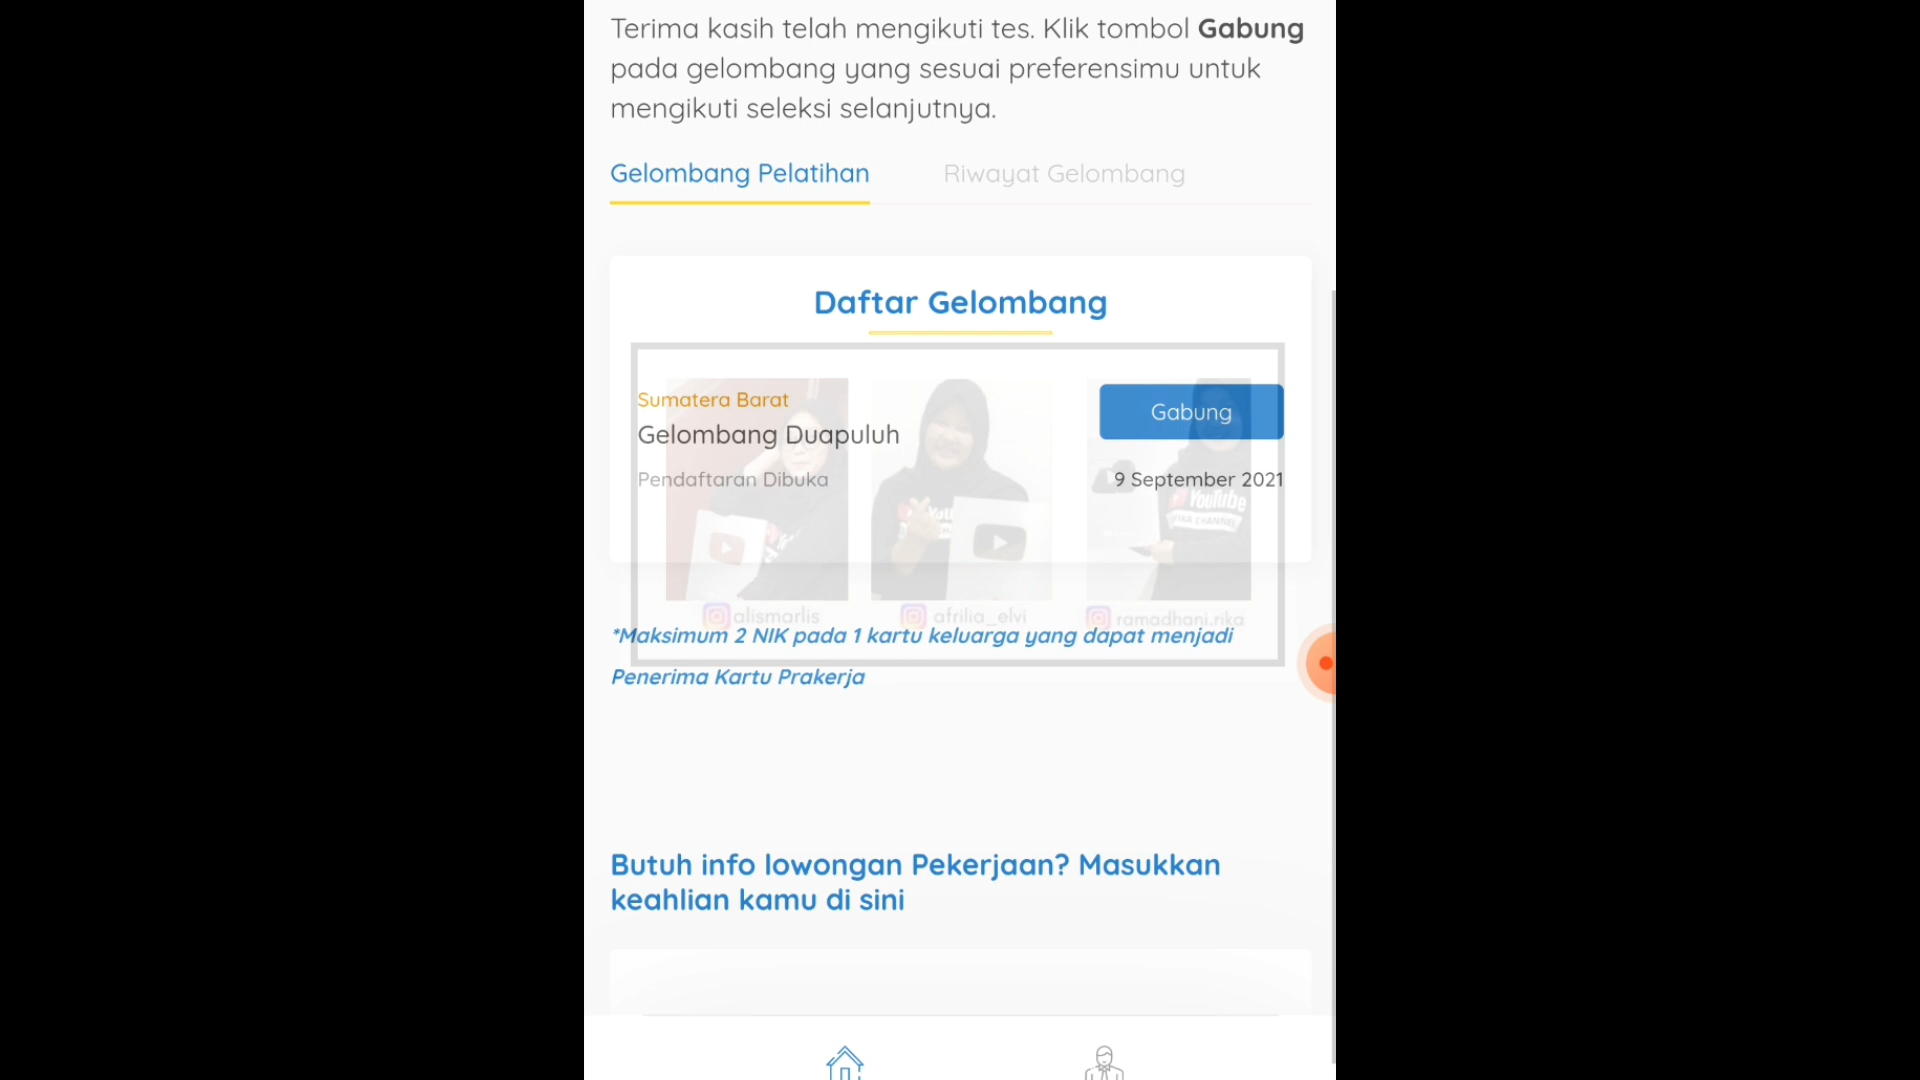 Terima kasih telah mengikuti tes. Klik tombol Gabung
pada gelombang yang sesuai preferensimu untuk
mengikuti seleksi selanjutnya.
Gelombang Pelatihan
Riwayat Gelombang
Daftar Gelombang
Sumatera Barat
Gabung
Gelombang Duapuluh
Pendaftaran Dibuka
9 September 2021
YouTube
alismarlis
afrilia_elvi
ramadhani.rika
*Maksimum 2 NIK pada 1 kartu keluarga yang dapat menjadi
Penerima Kartu Prakerja
Butuh info lowongan Pekerjaan? Masukkan
keahlian kamu di sini